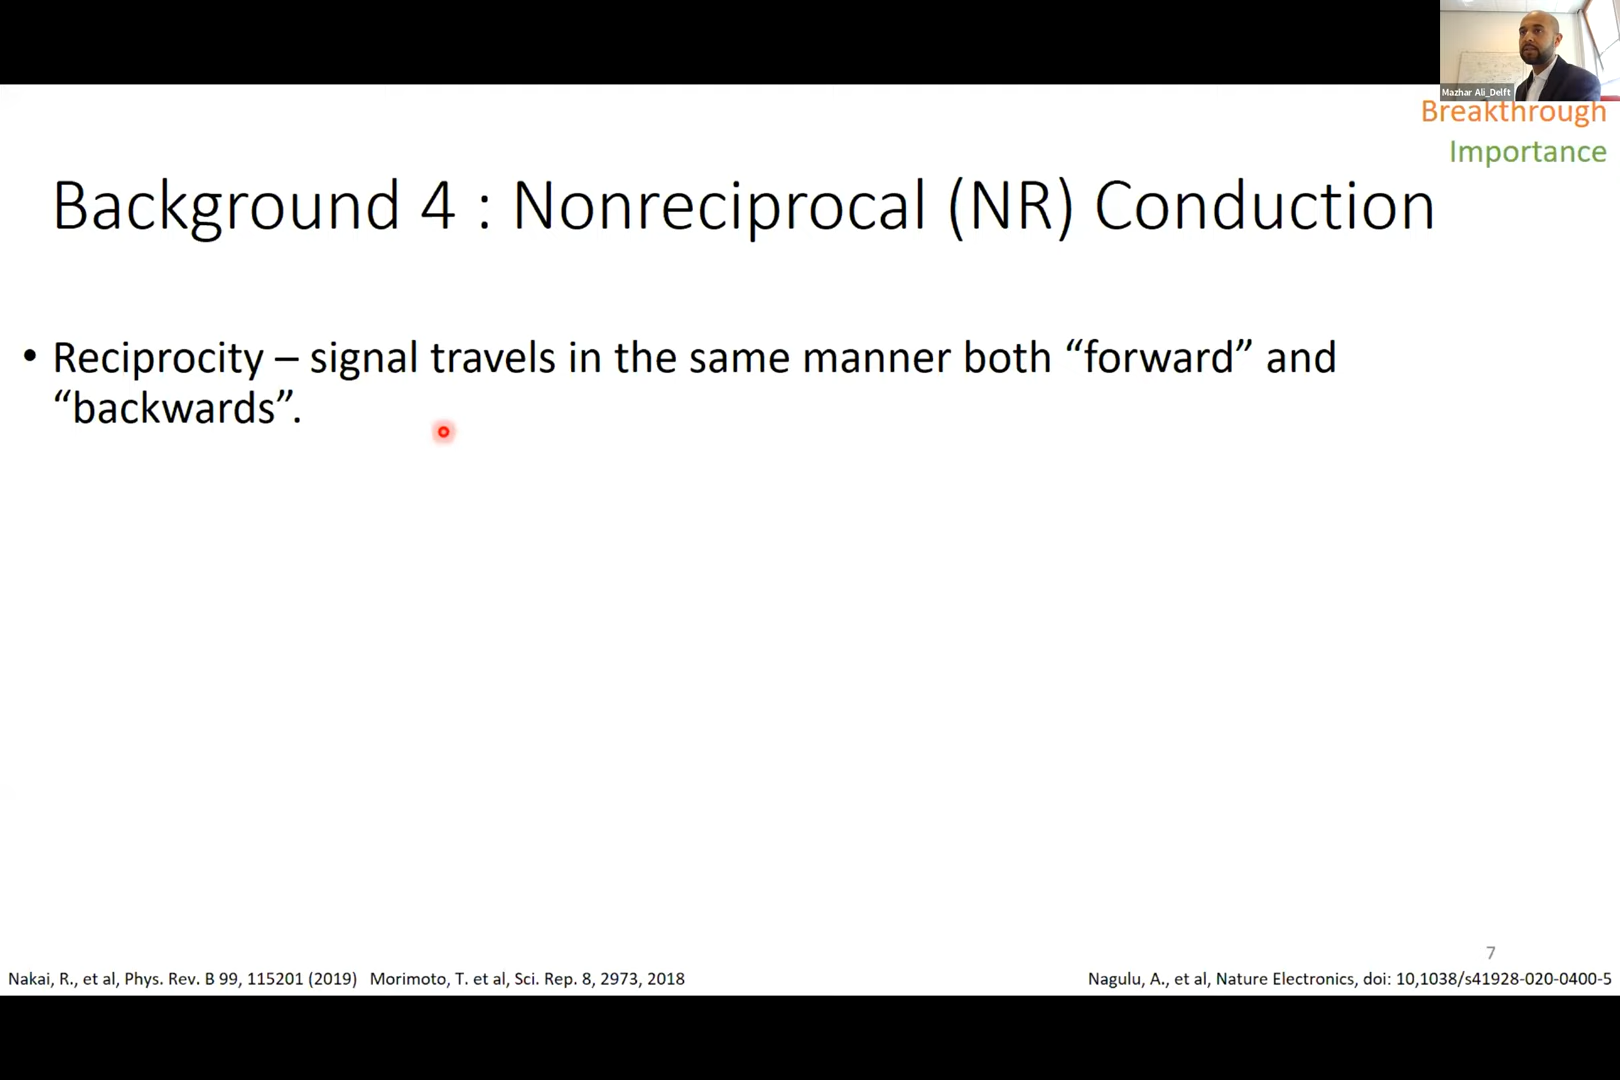 Mazhar Ali_Delft
Breakthrough
Importance
Background 4 : Nonreciprocal (NR) Conduction
• Reciprocity – signal travels in the same manner both “forward” and
“backwards”.
7
Nakai, R., et al, Phys. Rev. B 99, 115201 (2019) Morimoto, T. et al, Sci. Rep. 8, 2973, 2018
Nagulu, A., et al, Nature Electronics, doi: 10,1038/s41928-020-0400-5